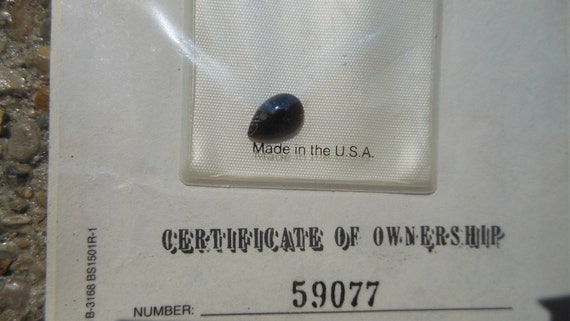 Made in the U.S.A.
CERTIFICATE OF OWNERSHIP
59077
NUMBER:
B-3168 BS1501R-1